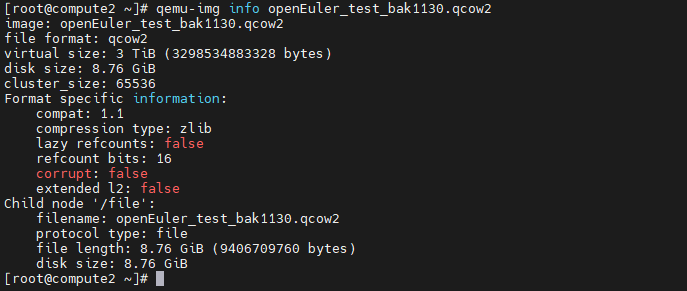 [root@compute2 ~]# qemu-img info openEuler_test_bak1130.qcow2
image: openEuler_test_bak1130.qcow2
file format: qcow2
virtual size: 3 TiB (3298534883328 bytes)
disk size: 8.76 GiB
cluster_size: 65536
Format specific information:
    compat: 1.1
    compression type: zlib
    lazy refcounts: false
    refcount bits: 16
    corrupt: false
    extended l2: false
Child node '/file':
    filename: openEuler_test_bak1130.qcow2
    protocol type: file
    file length: 8.76 GiB (9406709760 bytes)
    disk size: 8.76 GiB
[root@compute2 ~]#